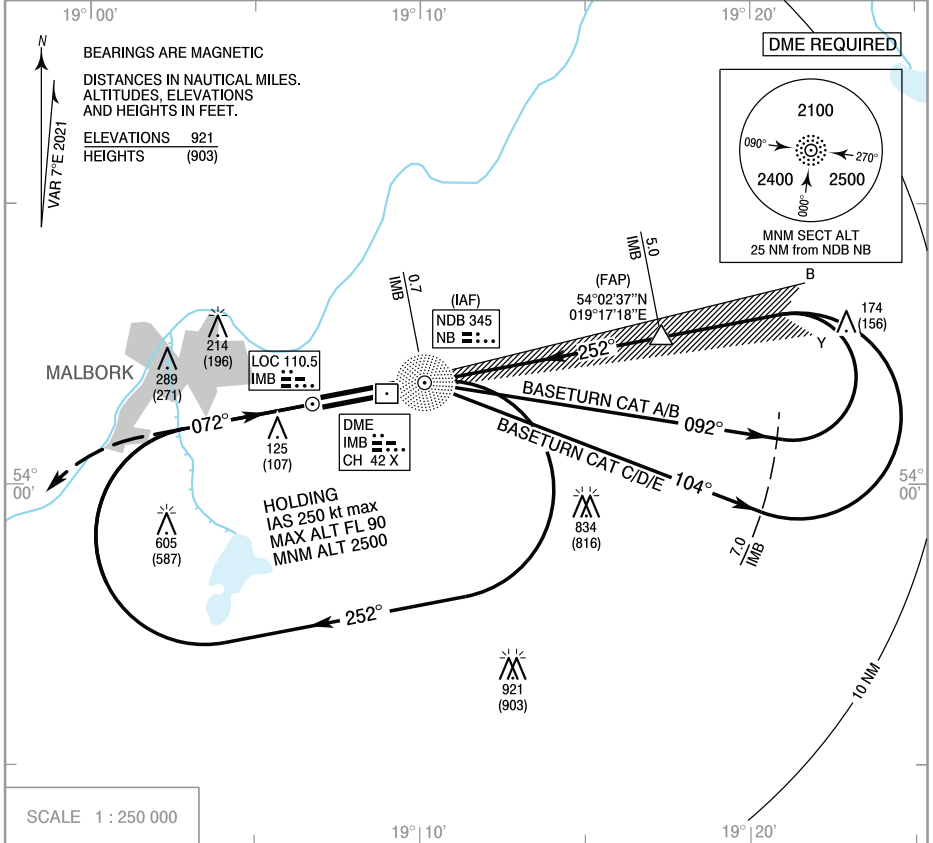 19° 00'
19° 10'
19° 20'
N
VAR 7°E 2021
BEARINGS ARE MAGNETIC
DISTANCES IN NAUTICAL MILES.
ALTITUDES, ELEVATIONS
AND HEIGHTS IN FEET.
ELEVATIONS 921
HEIGHTS (903)
DME REQUIRED
2100
090°
270°
2400
2500
000°
MNM SECT ALT
25 NM from NDB NB
0.7
IMB
5.0
IMB
(FAP)
54°02'37"N
019°17'18"E
B
Y
(IAF)
NDB 345
NB
174
(156)
214
(196)
289
(271)
MALBORK
LOC 110.5
IMB
252°
BASETURN CAT A/B
092°
BASETURN CAT C/D/E
104°
072°
125
(107)
DME
IMB
CH 42 X
54°
00'
54°
00'
HOLDING
IAS 250 kt max
MAX ALT FL 90
MNM ALT 2500
605
(587)
834
(816)
7.0
IMB
252°
921
(903)
10 NM
SCALE 1 : 250 000
19° 10'
19° 20'